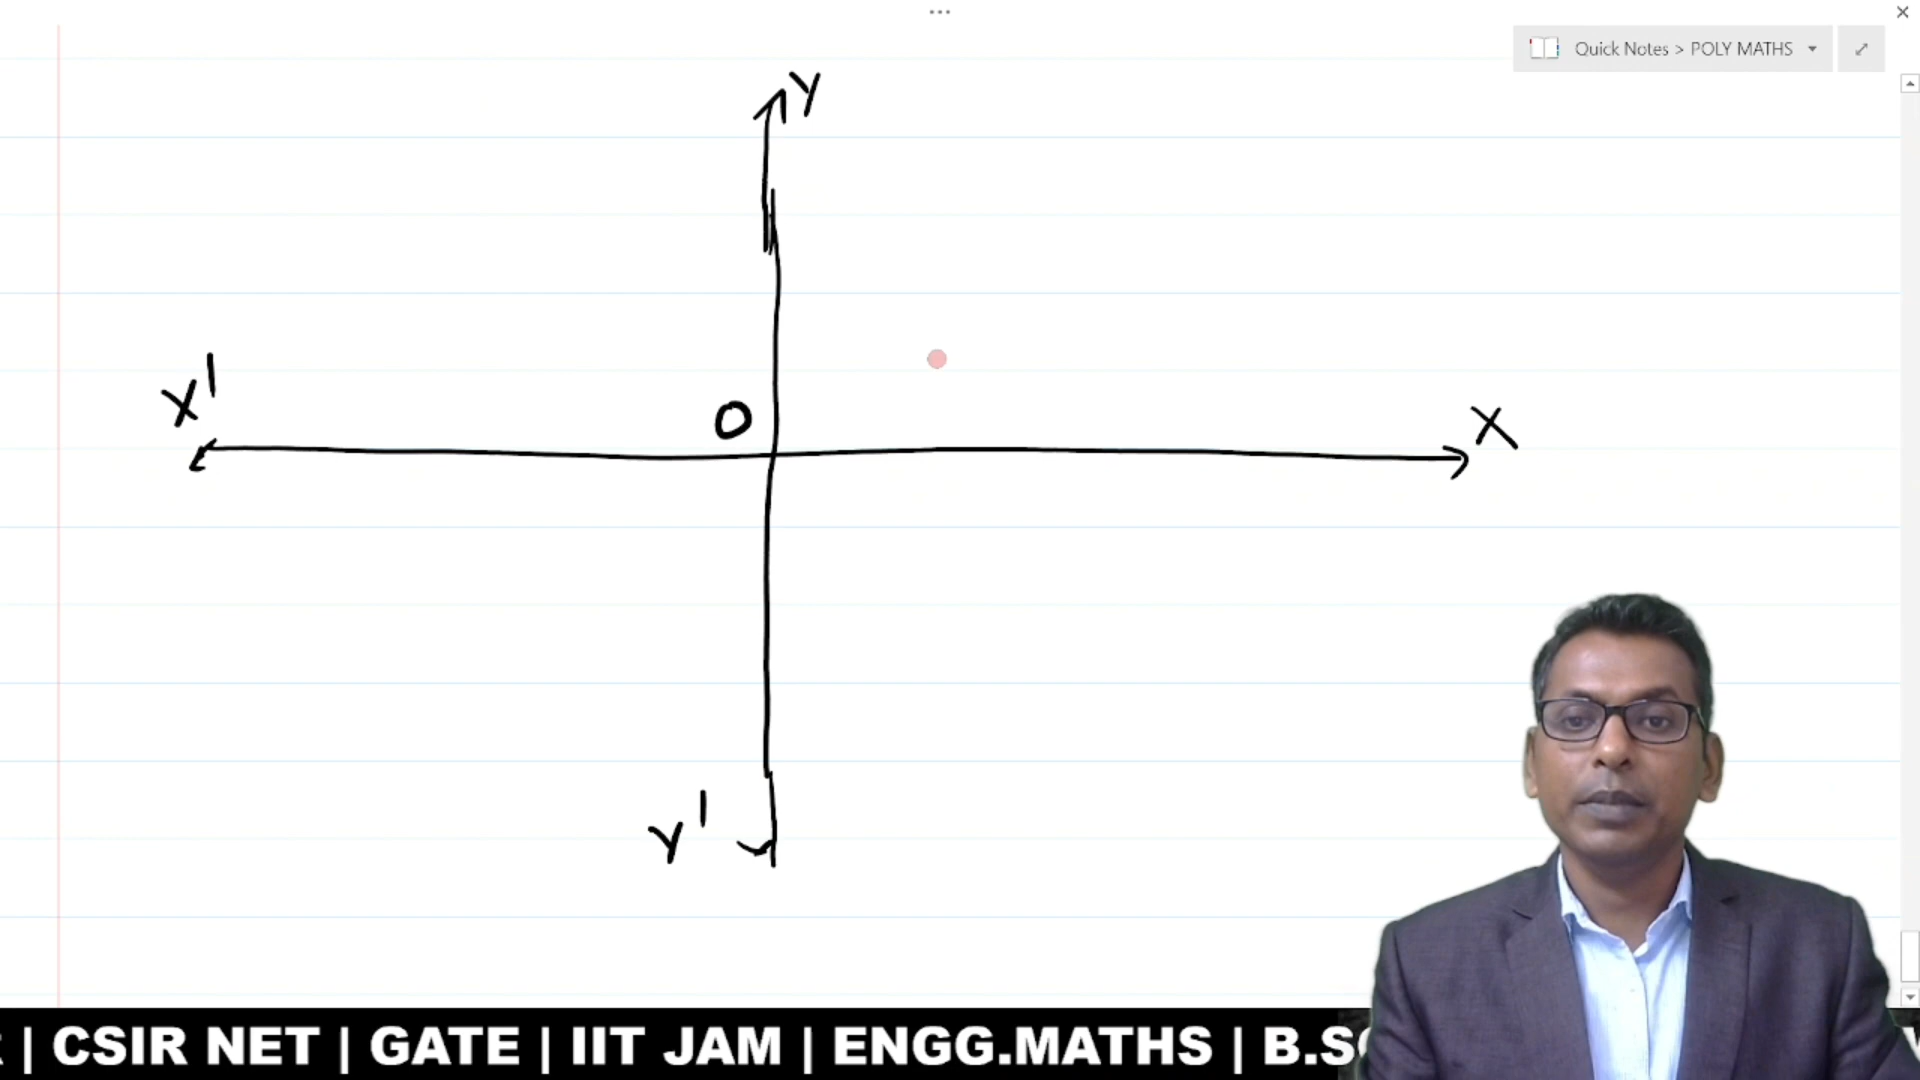 Quick Notes > POLY MATHS
Y
X'
O
X
Y'
| CSIR NET | GATE | IIT JAM | ENGG.MATHS |